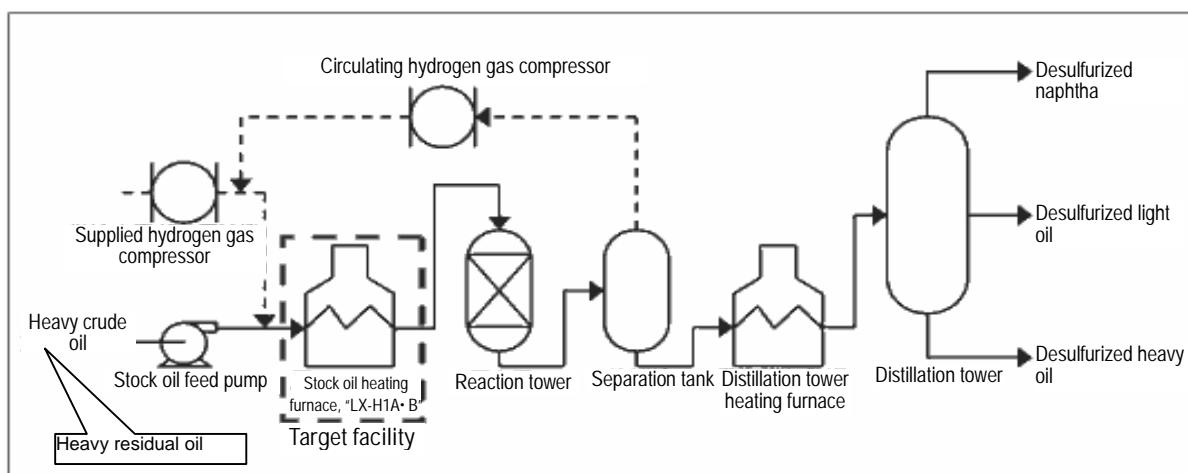 Circulating hydrogen gas compressor
Desulfurized
naphtha
Supplied hydrogen gas
compressor
Desulfurized light
oil
Heavy crude
oil
Stock oil feed pump
Stock oil heating
furnace, “LX-H1A• B”
Target facility
Reaction tower
Separation tank
Distillation tower
heating furnace
Distillation tower
Desulfurized heavy
oil
Heavy residual oil